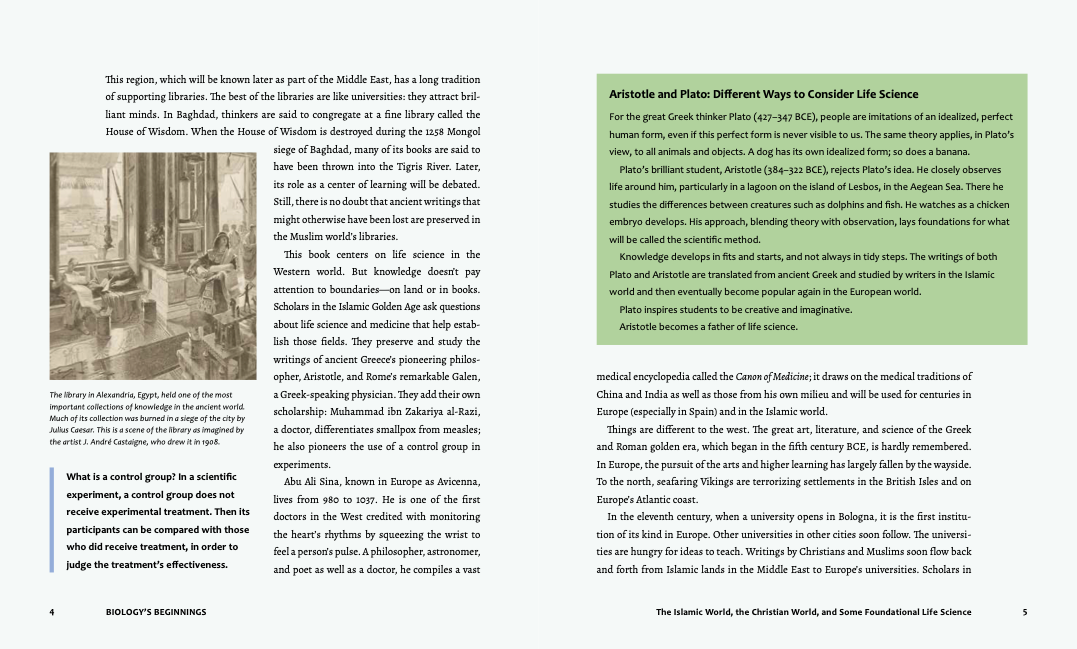 This region, which will be known later as part of the Middle East, has a long tradition
of supporting libraries. The best of the libraries are like universities: they attract bril-
liant minds. In Baghdad, thinkers are said to congregate at a fine library called the
House of Wisdom. When the House of Wisdom is destroyed during the 1258 Mongol
siege of Baghdad, many of its books are said to
have been thrown into the Tigris River. Later,
its role as a center of learning will be debated.
Still, there is no doubt that ancient writings that
might otherwise have been lost are preserved in
the Muslim world's libraries.
This book centers on life science in the
Western world. But knowledge doesn't pay
attention to boundaries—on land or in books.
Scholars in the Islamic Golden Age ask questions
about life science and medicine that help estab-
lish those fields. They preserve and study the
writings of ancient Greece's pioneering philos-
opher, Aristotle, and Rome's remarkable Galen,
a Greek-speaking physician. They add their own
scholarship: Muhammad ibn Zakariya al-Razi,
a doctor, differentiates smallpox from measles;
he also pioneers the use of a control group in
experiments.
Abu Ali Sina, known in Europe as Avicenna,
lives from 980 to 1037. He is one of the first
doctors in the West credited with monitoring
the heart's rhythms by squeezing the wrist to
feel a person's pulse. A philosopher, astronomer,
and poet as well as a doctor, he compiles a vast
The library in Alexandria, Egypt, held one of the most
important collections of knowledge in the ancient world.
Much of its collection was burned in a siege of the city by
Julius Caesar. This is a scene of the library as imagined by
the artist J. André Castaigne, who drew it in 1908.
What is a control group? In a scientific
experiment, a control group does not
receive experimental treatment. Then its
participants can be compared with those
who did receive treatment, in order to
judge the treatment's effectiveness.
4 BIOLOGY'S BEGINNINGS
Aristotle and Plato: Different Ways to Consider Life Science
For the great Greek thinker Plato (427–347 BCE), people are imitations of an idealized, perfect
human form, even if this perfect form is never visible to us. The same theory applies, in Plato's
view, to all animals and objects. A dog has its own idealized form; so does a banana.
Plato's brilliant student, Aristotle (384–322 BCE), rejects Plato's idea. He closely observes
life around him, particularly in a lagoon on the island of Lesbos, in the Aegean Sea. There he
studies the differences between creatures such as dolphins and fish. He watches as a chicken
embryo develops. His approach, blending theory with observation, lays foundations for what
will be called the scientific method.
Knowledge develops in fits and starts, and not always in tidy steps. The writings of both
Plato and Aristotle are translated from ancient Greek and studied by writers in the Islamic
world and then eventually become popular again in the European world.
Plato inspires students to be creative and imaginative.
Aristotle becomes a father of life science.
medical encyclopedia called the Canon of Medicine; it draws on the medical traditions of
China and India as well as those from his own milieu and will be used for centuries in
Europe (especially in Spain) and in the Islamic world.
Things are different to the west. The great art, literature, and science of the Greek
and Roman golden era, which began in the fifth century BCE, is hardly remembered.
In Europe, the pursuit of the arts and higher learning has largely fallen by the wayside.
To the north, seafaring Vikings are terrorizing settlements in the British Isles and on
Europe's Atlantic coast.
In the eleventh century, when a university opens in Bologna, it is the first institu-
tion of its kind in Europe. Other universities in other cities soon follow. The universi-
ties are hungry for ideas to teach. Writings by Christians and Muslims soon flow back
and forth from Islamic lands in the Middle East to Europe's universities. Scholars in
The Islamic World, the Christian World, and Some Foundational Life Science 5